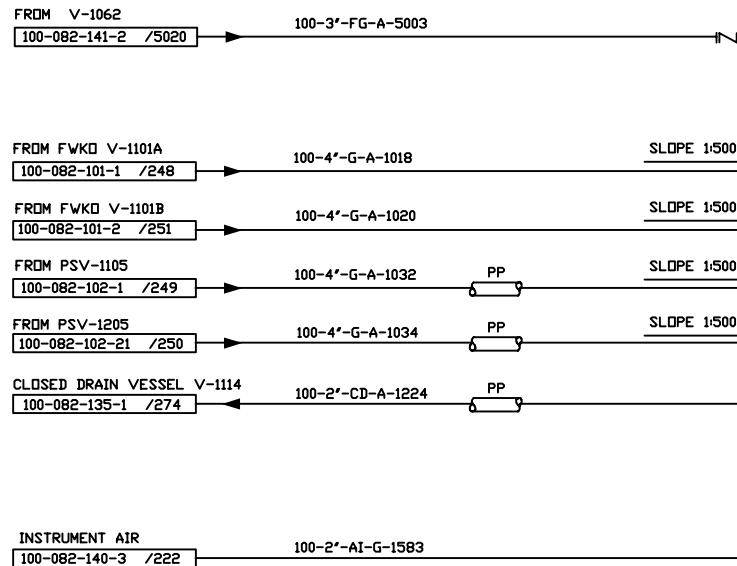 FROM V-1062
100-082-141-2 /5020
100-3"-FG-A-5003
FROM FWKO V-1101A
100-082-101-1 /248
100-4"-G-A-1018
SLOPE 1:500
FROM FWKO V-1101B
100-082-101-2 /251
100-4"-G-A-1020
SLOPE 1:500
FROM PSV-1105
100-082-102-1 /249
100-4"-G-A-1032
PP
SLOPE 1:500
FROM PSV-1205
100-082-102-21 /250
100-4"-G-A-1034
PP
SLOPE 1:500
CLOSED DRAIN VESSEL V-1114
100-082-135-1 /274
100-2"-CD-A-1224
PP
INSTRUMENT AIR
100-082-140-3 /222
100-2"-AI-G-1583